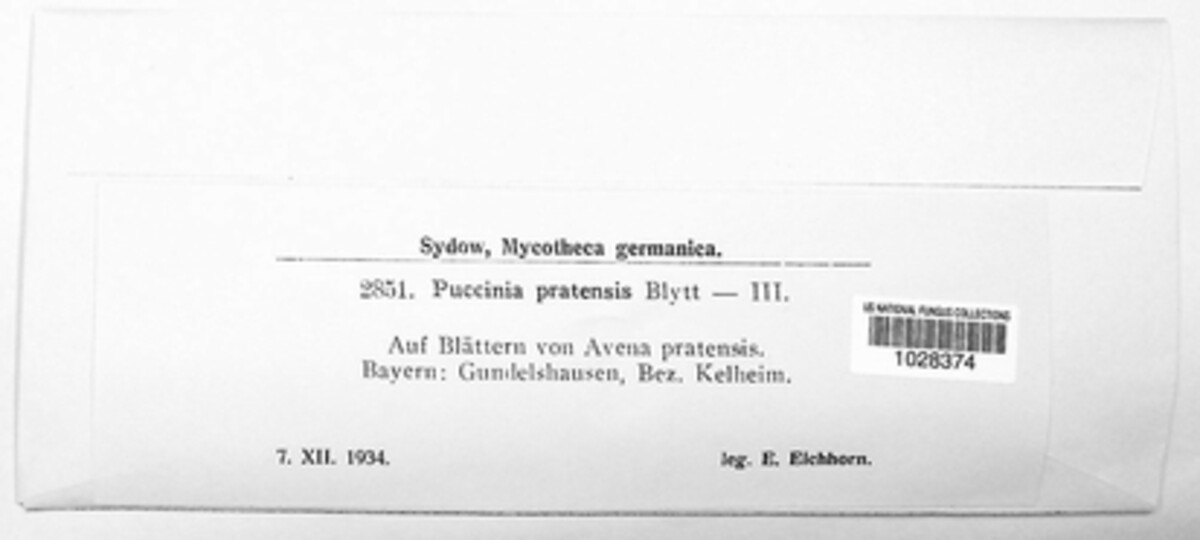 Sydow, Mycotheca germanica.
2851. Puccinia pratensis Blytt — III.
Auf Blättern von Avena pratensis.
Bayern: Gundelshausen, Bez. Kelheim.
7. XII. 1934. leg. E. Eichhorn.
US NATIONAL FUNGUS COLLECTIONS
1028374